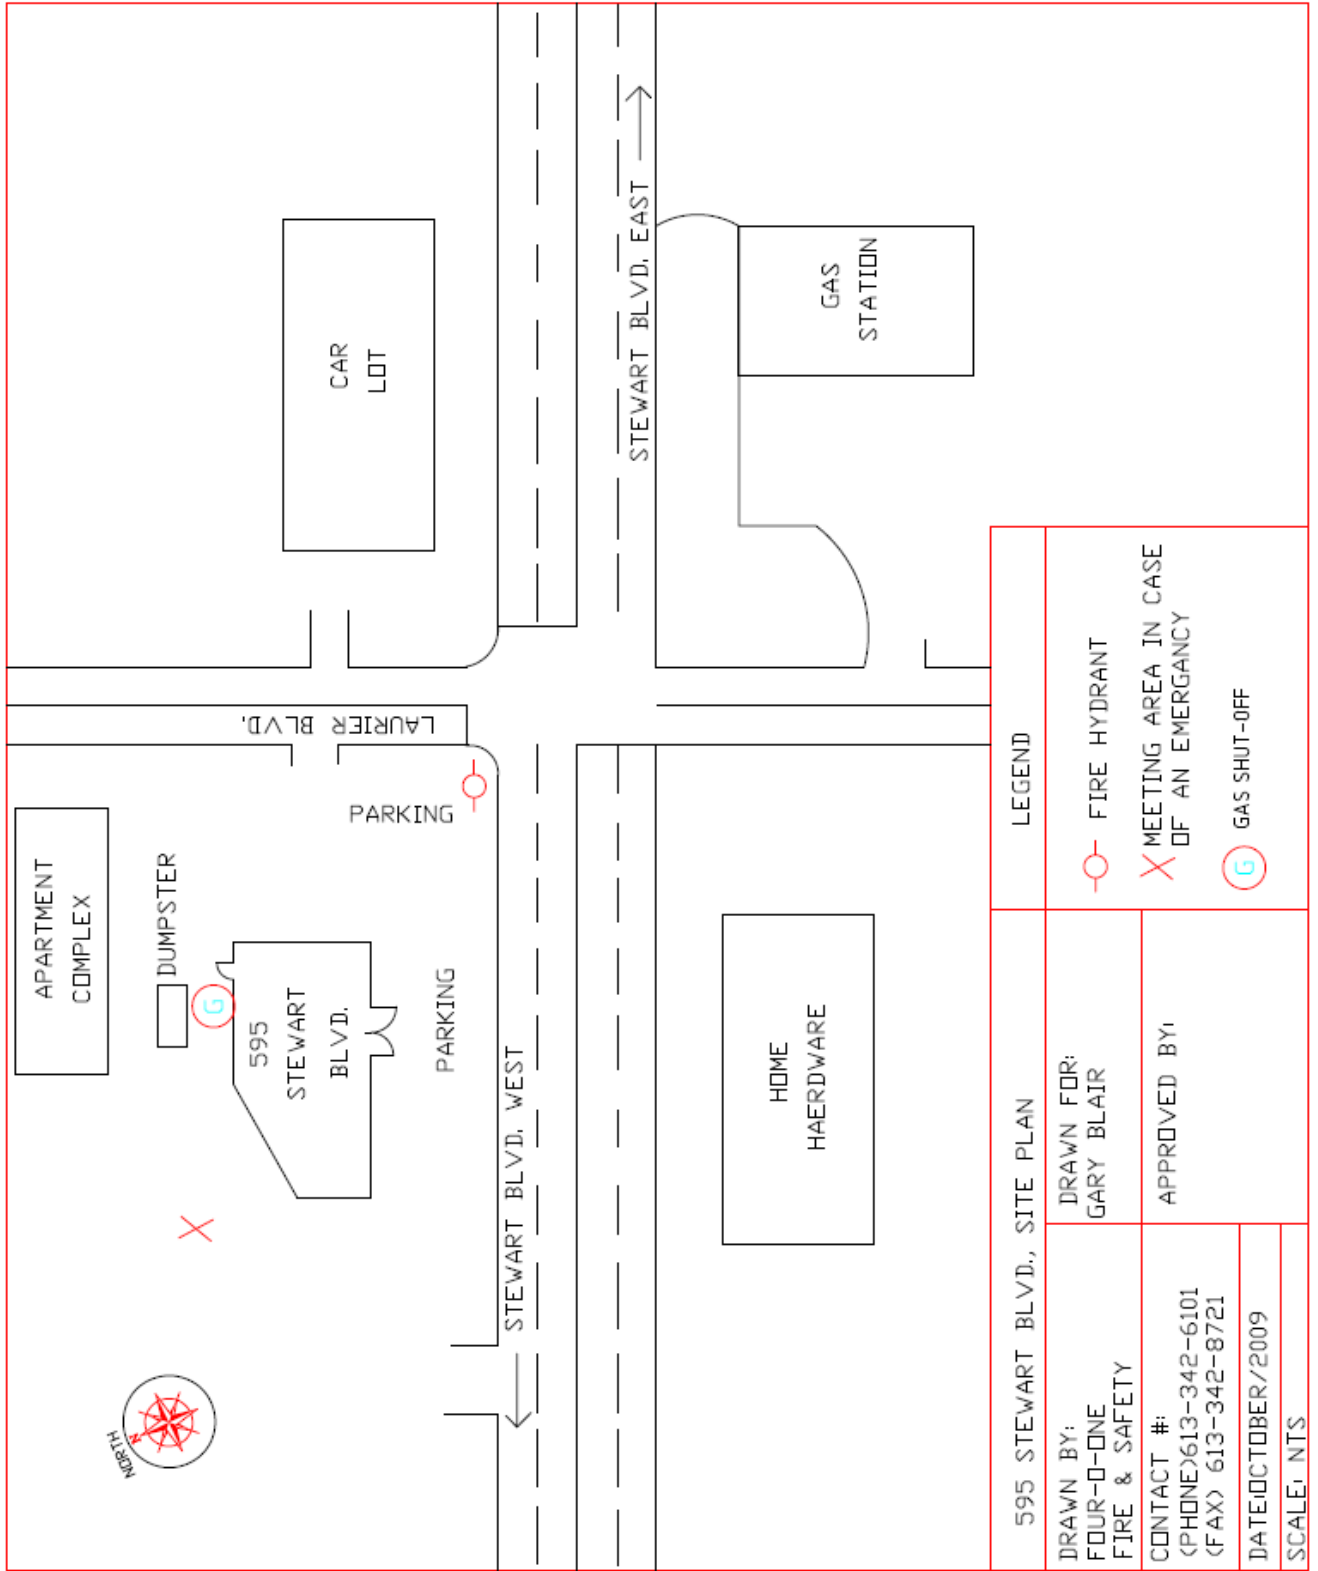 APARTMENT
COMPLEX
DUMPSTER
G
595
STEWART
BLVD.
PARKING
PARKING
LAURIER BLVD.
CAR
LOT
NORTH
N
X
STEWART BLVD. WEST
STEWART BLVD. EAST
HOME
HAERDWARE
GAS
STATION
595 STEWART BLVD., SITE PLAN
DRAWN BY:
FOUR-O-ONE
FIRE & SAFETY
DRAWN FOR:
GARY BLAIR
CONTACT #:
(PHONE)613-342-6101
(FAX) 613-342-8721
APPROVED BY:
DATE:OCTOBER/2009
SCALE: NTS
LEGEND
FIRE HYDRANT
X MEETING AREA IN CASE
OF AN EMERGANCY
G GAS SHUT-OFF